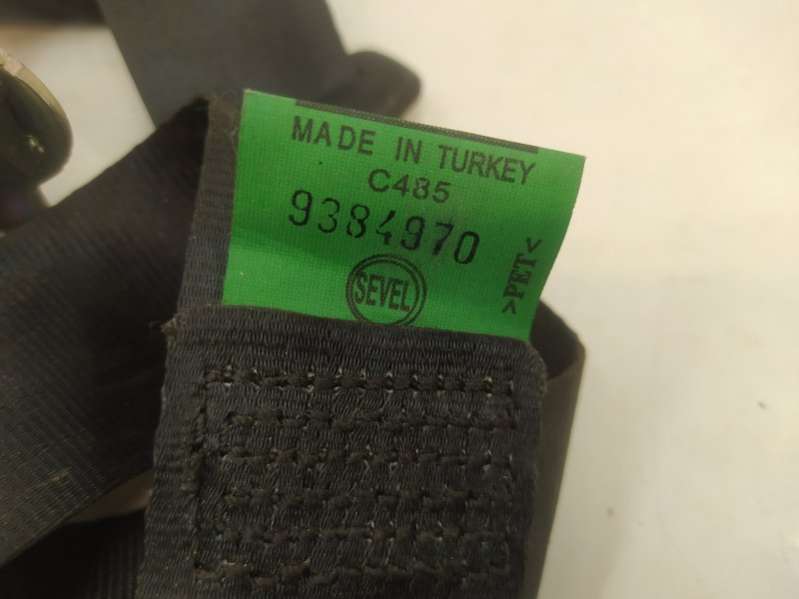 MADE IN TURKEY
C485
9384970
>PET<
SEVEL